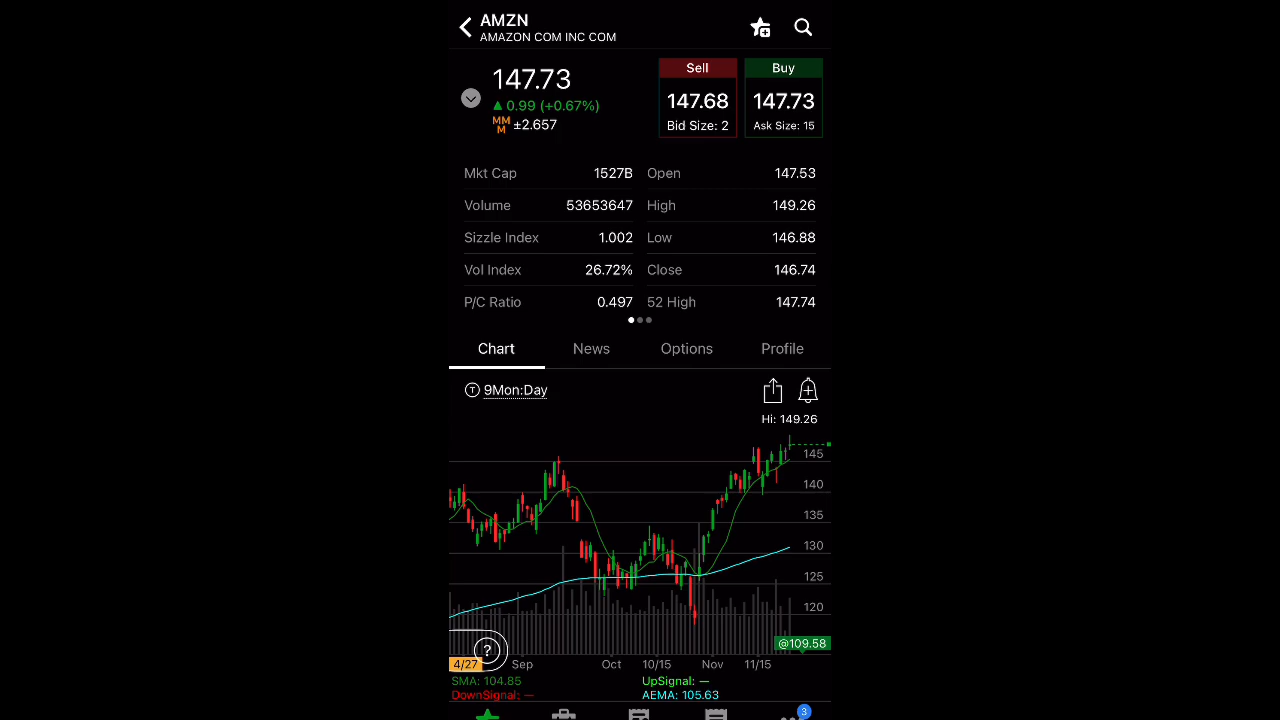 AMZN
AMAZON COM INC COM
147.73
0.99 (+0.67%)
MM
M
±2.657
Sell
147.68
Bid Size: 2
Buy
147.73
Ask Size: 15
Mkt Cap 1527B Open 147.53
Volume 53653647 High 149.26
Sizzle Index 1.002 Low 146.88
Vol Index 26.72% Close 146.74
P/C Ratio 0.497 52 High 147.74
Chart News Options Profile
T 9Mon:Day
Hi: 149.26
145
140
135
130
125
120
@109.58
?
4/27 Sep Oct 10/15 Nov 11/15
SMA: 104.85 UpSignal: —
DownSignal: — AEMA: 105.63
3